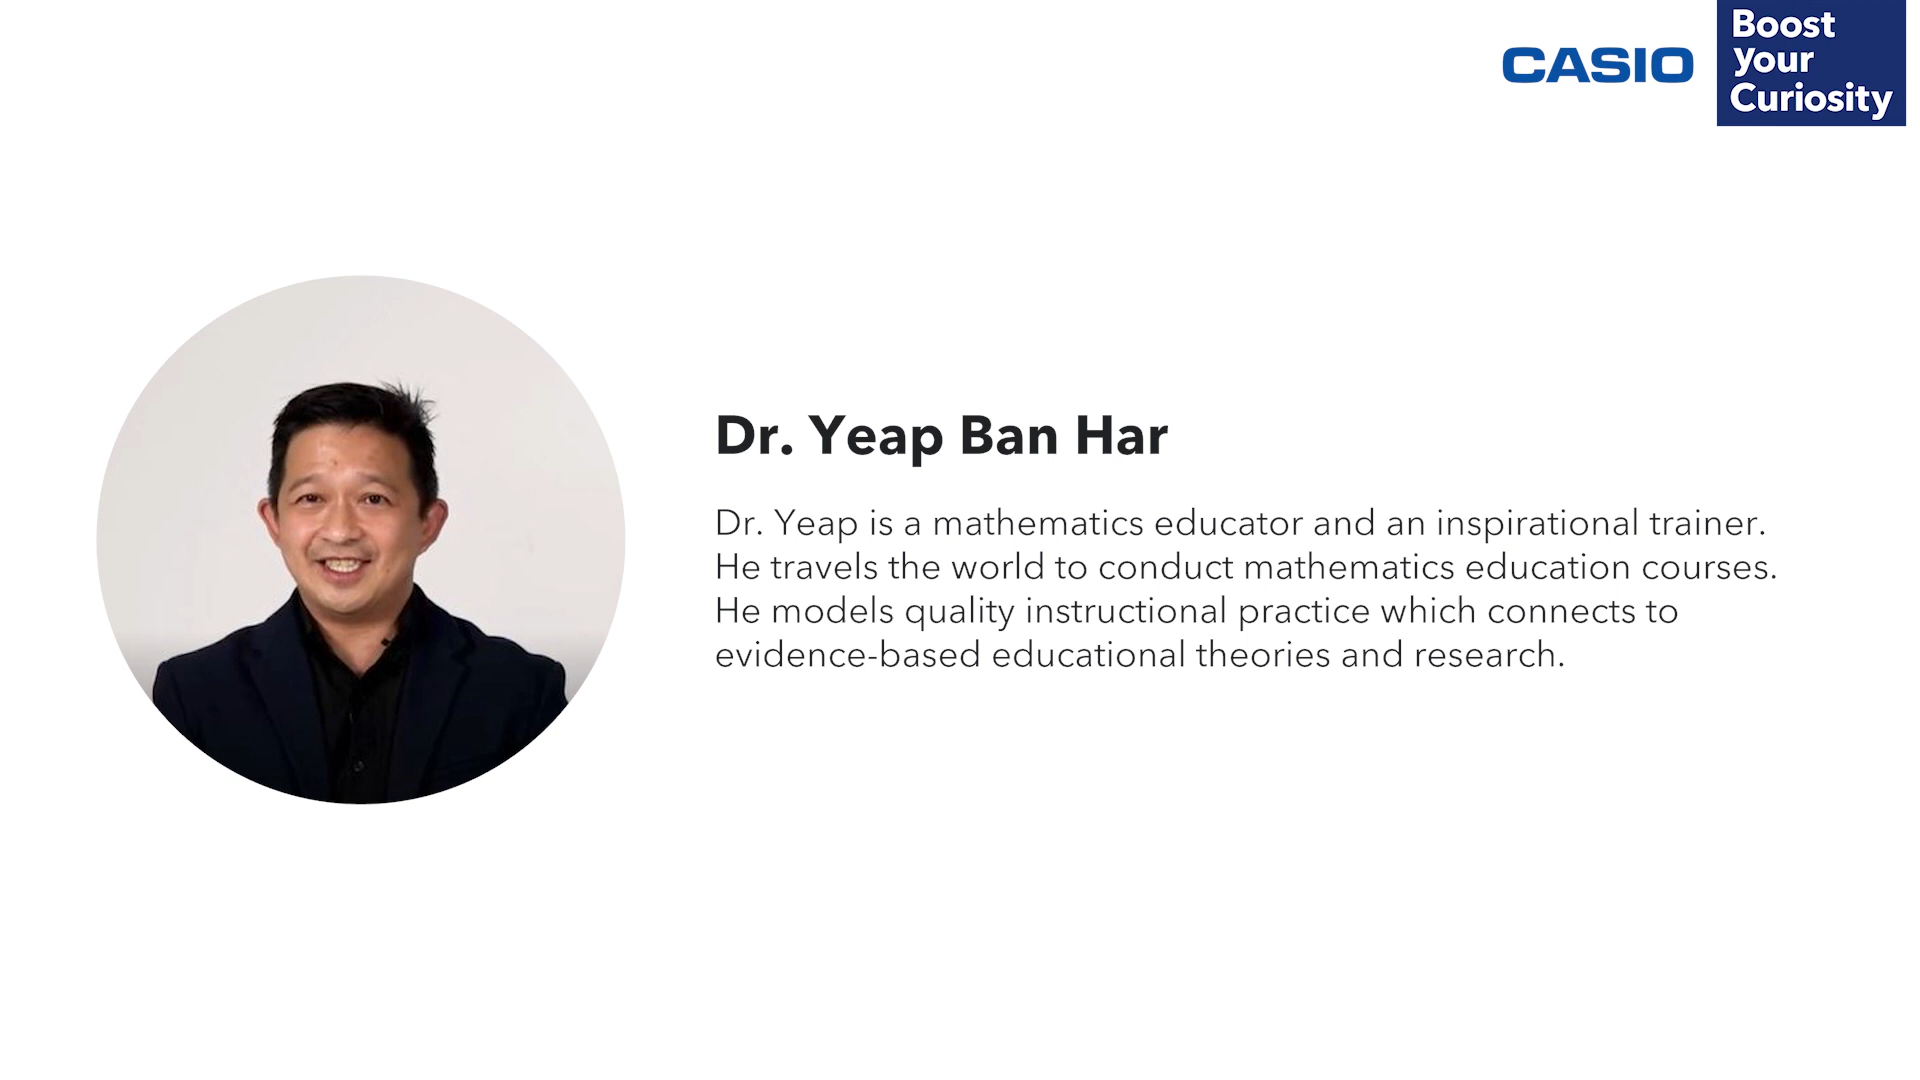 CASIO
Boost
Your
Curiosity
Dr. Yeap Ban Har
Dr. Yeap is a mathematics educator and an inspirational trainer.
He travels the world to conduct mathematics education courses.
He models quality instructional practice which connects to
evidence-based educational theories and research.